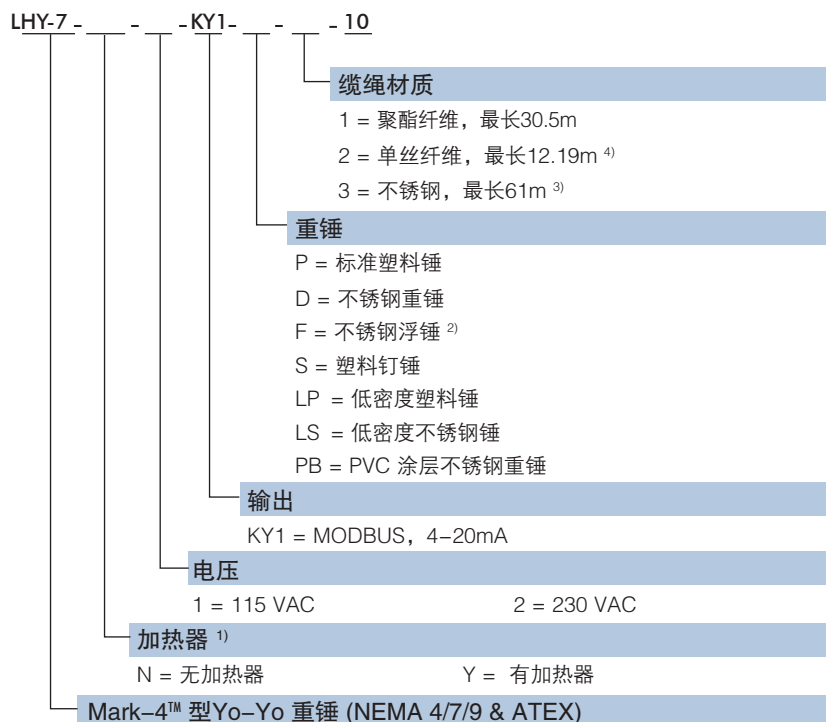 LHY-7 - __ - __ - KY1- __ - __ - 10
缆绳材质
1 = 聚酯纤维，最长30.5m
2 = 单丝纤维，最长12.19m 4)
3 = 不锈钢，最长61m 3)
重锤
P = 标准塑料锤
D = 不锈钢重锤
F = 不锈钢浮锤 2)
S = 塑料钉锤
LP = 低密度塑料锤
LS = 低密度不锈钢锤
PB = PVC 涂层不锈钢重锤
输出
KY1 = MODBUS，4-20mA
电压
1 = 115 VAC 2 = 230 VAC
加热器 1)
N = 无加热器 Y = 有加热器
Mark-4™ 型Yo-Yo 重锤 (NEMA 4/7/9 & ATEX)